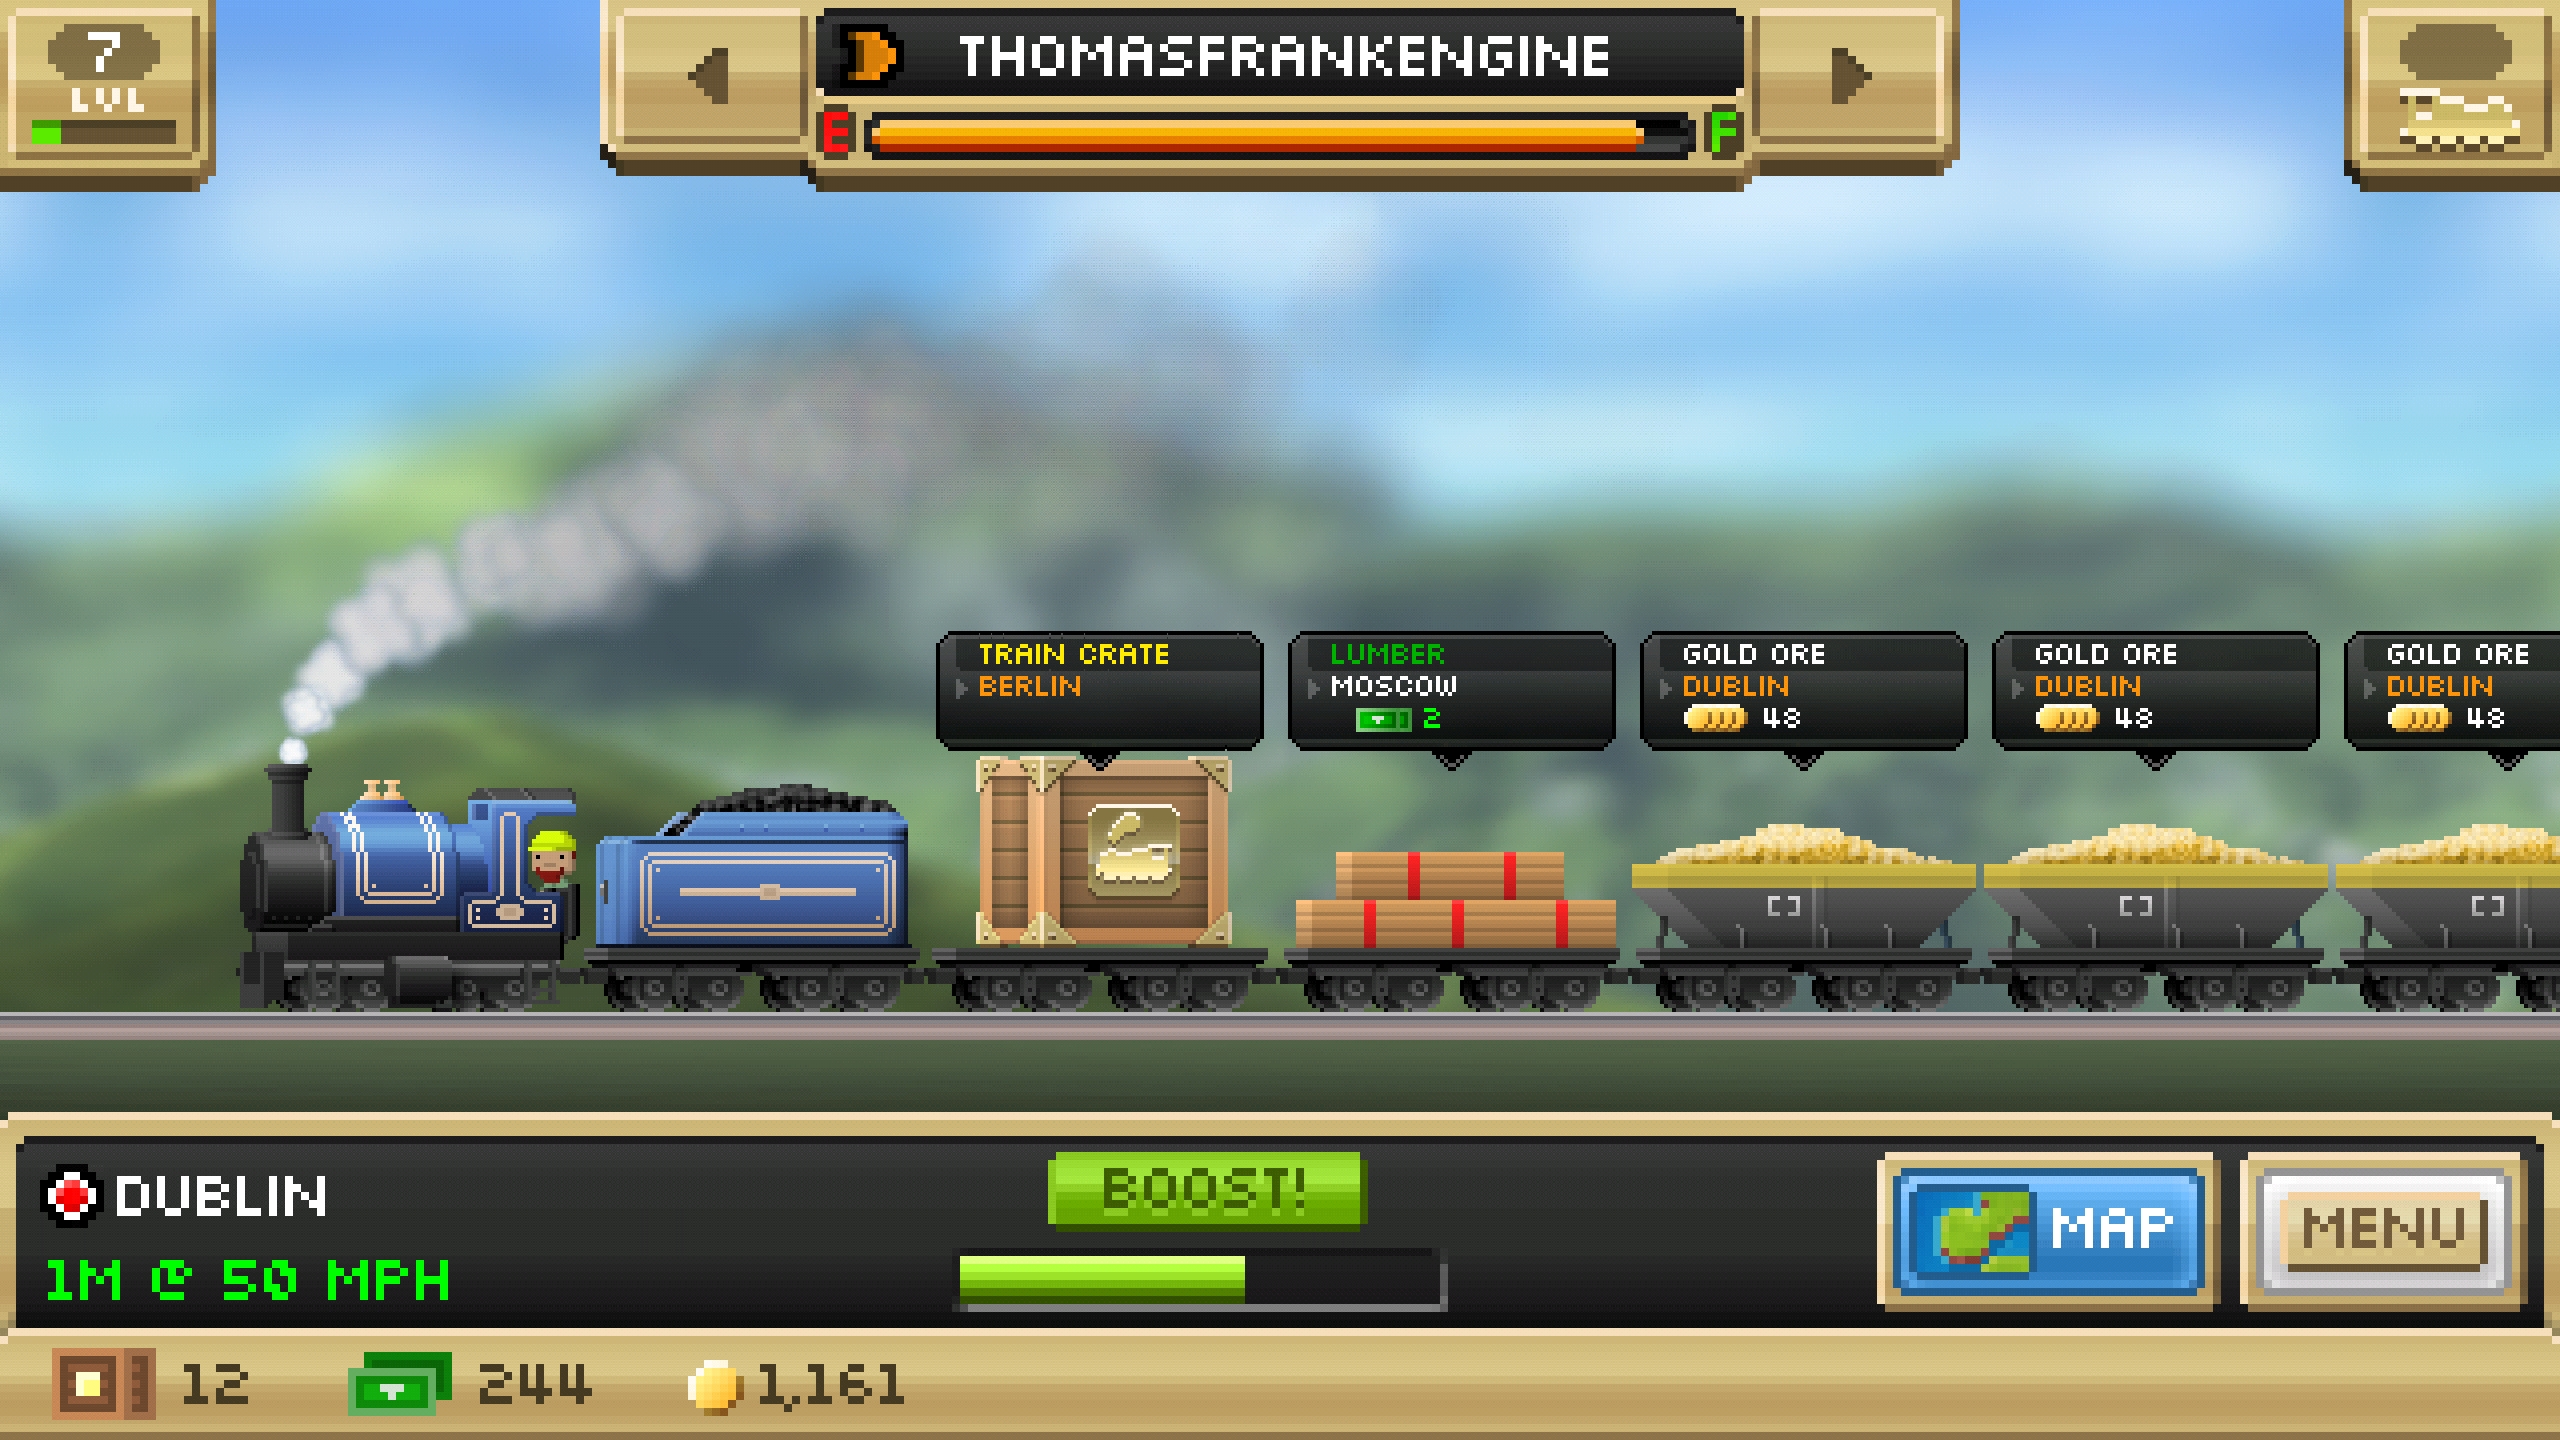 7
LVL
THOMASFRANKENGINE
E F
TRAIN CRATE
BERLIN
LUMBER
MOSCOW
2
GOLD ORE
DUBLIN
48
GOLD ORE
DUBLIN
48
GOLD ORE
DUBLIN
48
DUBLIN
1M @ 50 MPH
BOOST!
MAP
MENU
12
244
1,161